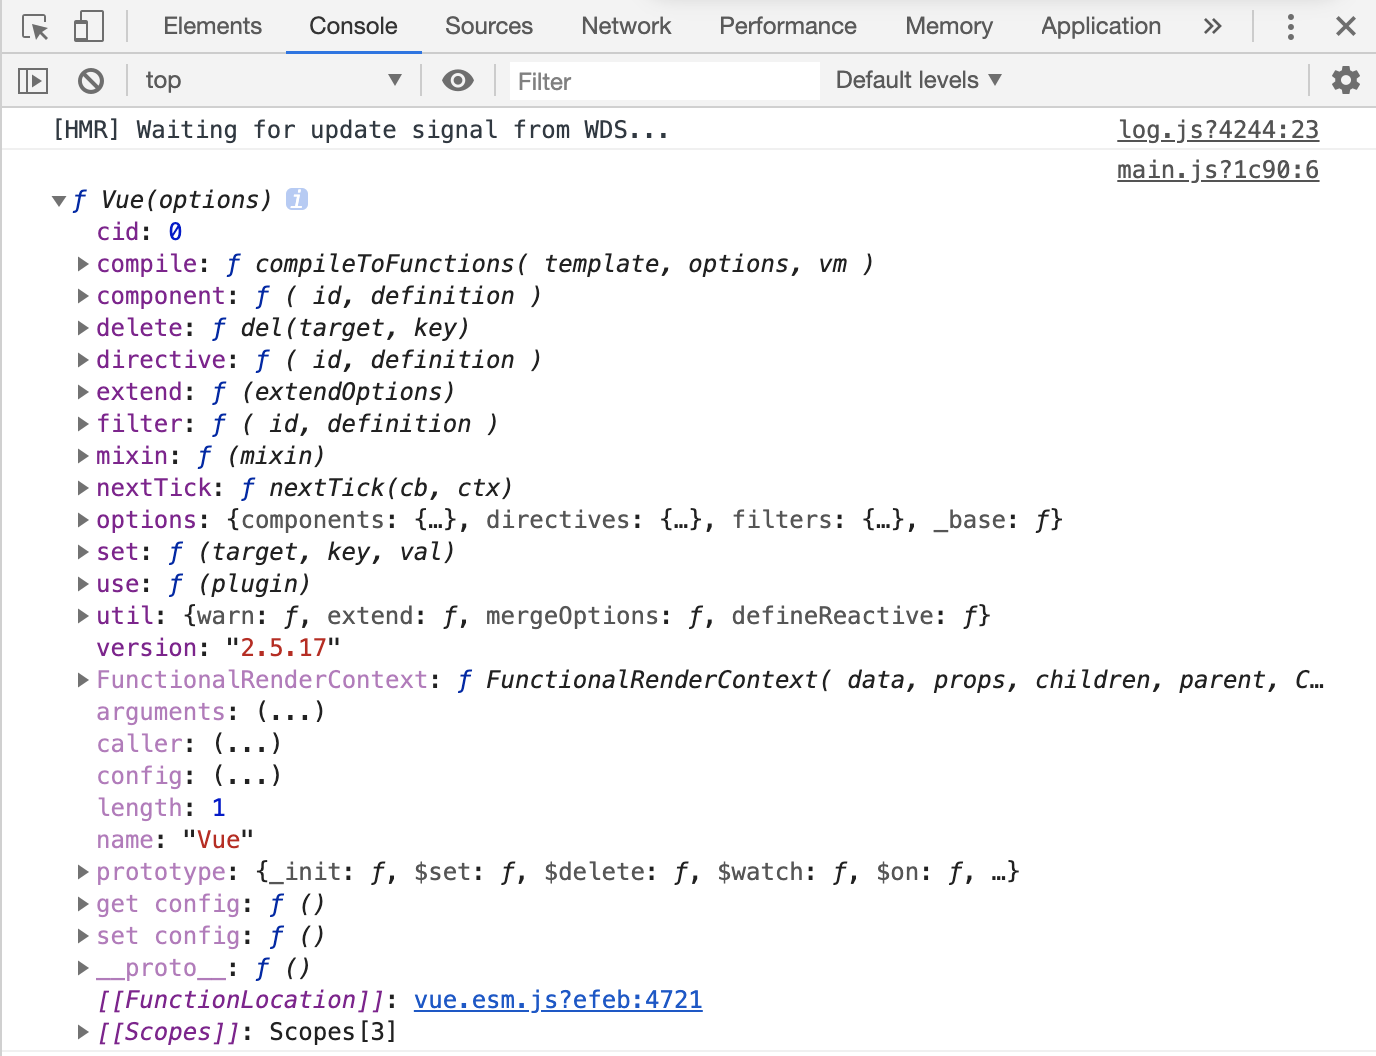 Elements Console Sources Network Performance Memory Application
top Filter Default levels
[HMR] Waiting for update signal from WDS... log.js?4244:23
main.js?1c90:6
ƒ Vue(options) i
cid: 0
compile: ƒ compileToFunctions( template, options, vm )
component: ƒ ( id, definition )
delete: ƒ del(target, key)
directive: ƒ ( id, definition )
extend: ƒ (extendOptions)
filter: ƒ ( id, definition )
mixin: ƒ (mixin)
nextTick: ƒ nextTick(cb, ctx)
options: {components: {…}, directives: {…}, filters: {…}, _base: ƒ}
set: ƒ (target, key, val)
use: ƒ (plugin)
util: {warn: ƒ, extend: ƒ, mergeOptions: ƒ, defineReactive: ƒ}
version: "2.5.17"
FunctionalRenderContext: ƒ FunctionalRenderContext( data, props, children, parent, C…
arguments: (...)
caller: (...)
config: (...)
length: 1
name: "Vue"
prototype: {_init: ƒ, $set: ƒ, $delete: ƒ, $watch: ƒ, $on: ƒ, …}
get config: ƒ ()
set config: ƒ ()
__proto__: ƒ ()
[[FunctionLocation]]: vue.esm.js?efeb:4721
[[Scopes]]: Scopes[3]